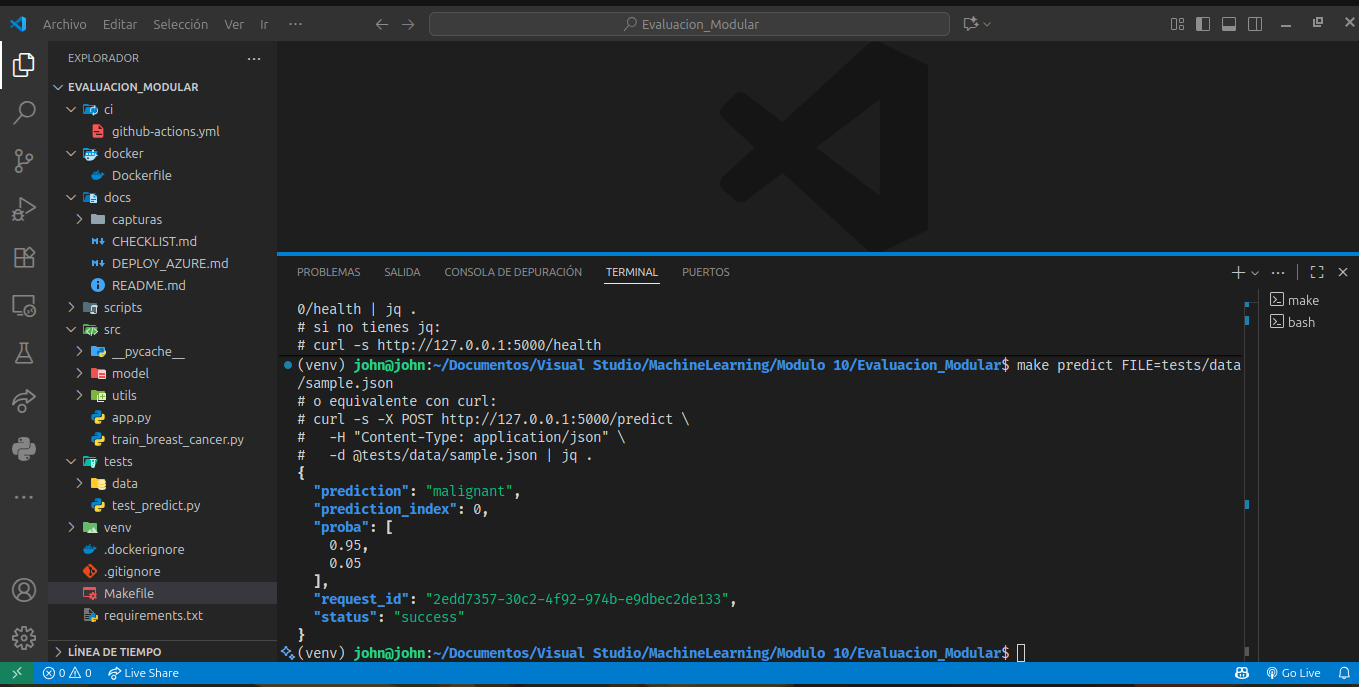 Archivo Editar Selección Ver Ir ···
Evaluacion_Modular
EXPLORADOR
EVALUACION_MODULAR
ci
github-actions.yml
docker
Dockerfile
docs
capturas
CHECKLIST.md
DEPLOY_AZURE.md
README.md
scripts
src
__pycache__
model
utils
app.py
train_breast_cancer.py
tests
data
test_predict.py
venv
.dockerignore
.gitignore
Makefile
requirements.txt
LÍNEA DE TIEMPO
PROBLEMAS SALIDA CONSOLA DE DEPURACIÓN TERMINAL PUERTOS
0/health | jq .
# si no tienes jq:
# curl -s http://127.0.0.1:5000/health
(venv) john@john:~/Documentos/Visual Studio/MachineLearning/Modulo 10/Evaluacion_Modular$ make predict FILE=tests/data
/sample.json
# o equivalente con curl:
# curl -s -X POST http://127.0.0.1:5000/predict \
#   -H "Content-Type: application/json" \
#   -d @tests/data/sample.json | jq .
{
  "prediction": "malignant",
  "prediction_index": 0,
  "proba": [
    0.95,
    0.05
  ],
  "request_id": "2edd7357-30c2-4f92-974b-e9dbec2de133",
  "status": "success"
}
(venv) john@john:~/Documentos/Visual Studio/MachineLearning/Modulo 10/Evaluacion_Modular$
make
bash
0 0 Live Share
Go Live